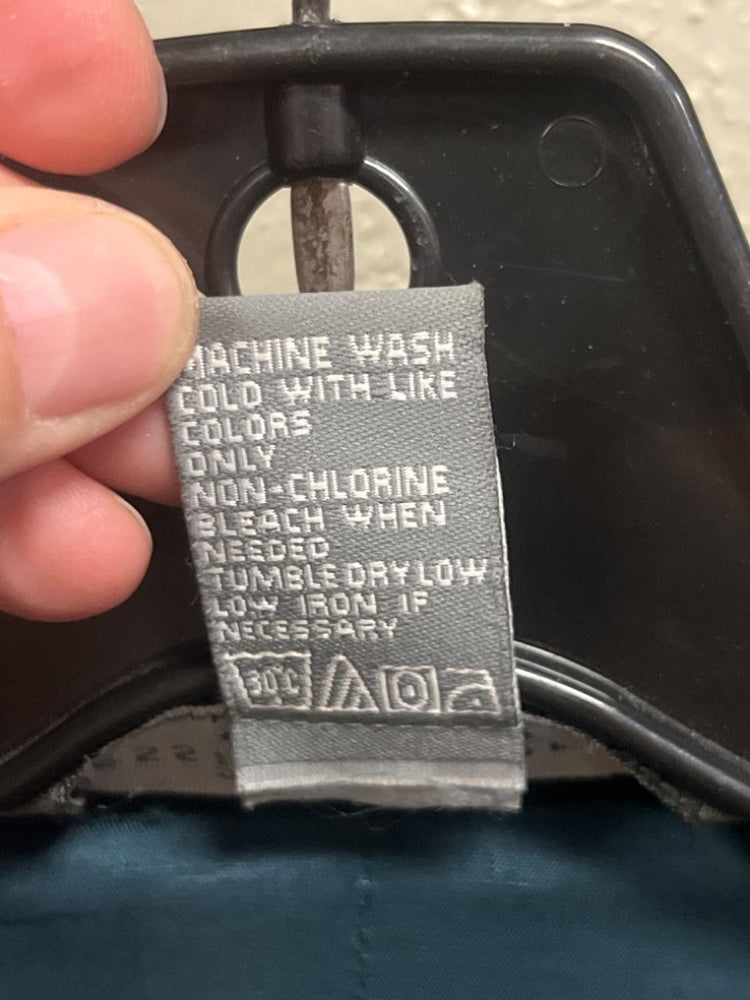 MACHINE WASH
COLD WITH LIKE
COLORS
ONLY
NON-CHLORINE
BLEACH WHEN
NEEDED
TUMBLE DRY LOW
LOW IRON IF
NECESSARY
30°C